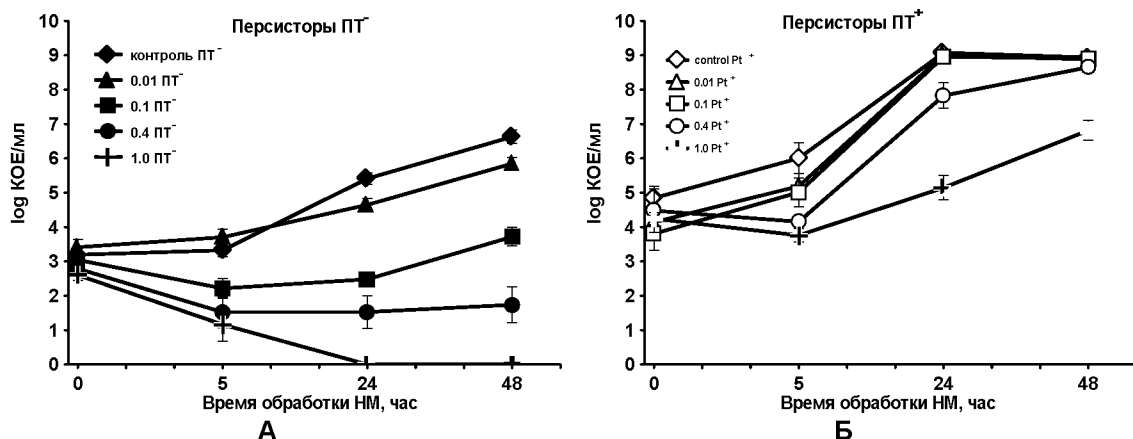 Персисторы ПТ⁻
контроль ПТ⁻
0.01 ПТ⁻
0.1 ПТ⁻
0.4 ПТ⁻
1.0 ПТ⁻
log КОЕ/мл
10
9
8
7
6
5
4
3
2
1
0
0 5 24 48
Время обработки НМ, час
А
Персисторы ПТ⁺
control Pt ⁺
0.01 Pt⁺
0.1 Pt⁺
0.4 Pt⁺
1.0 Pt⁺
log КОЕ/мл
10
9
8
7
6
5
4
3
2
1
0
0 5 24 48
Время обработки НМ, час
Б